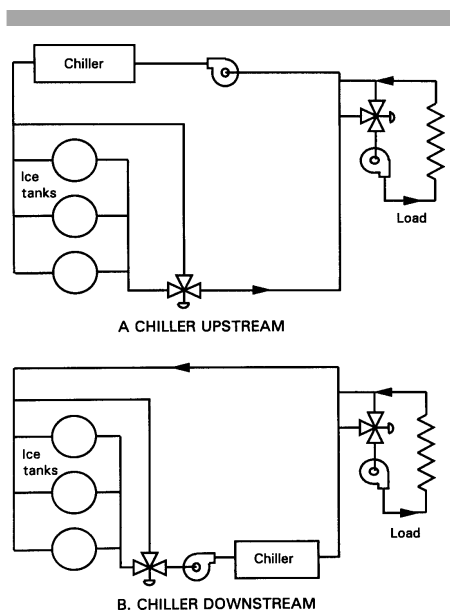 Chiller
Ice
tanks
Load
A CHILLER UPSTREAM
Ice
tanks
Load
Chiller
B. CHILLER DOWNSTREAM